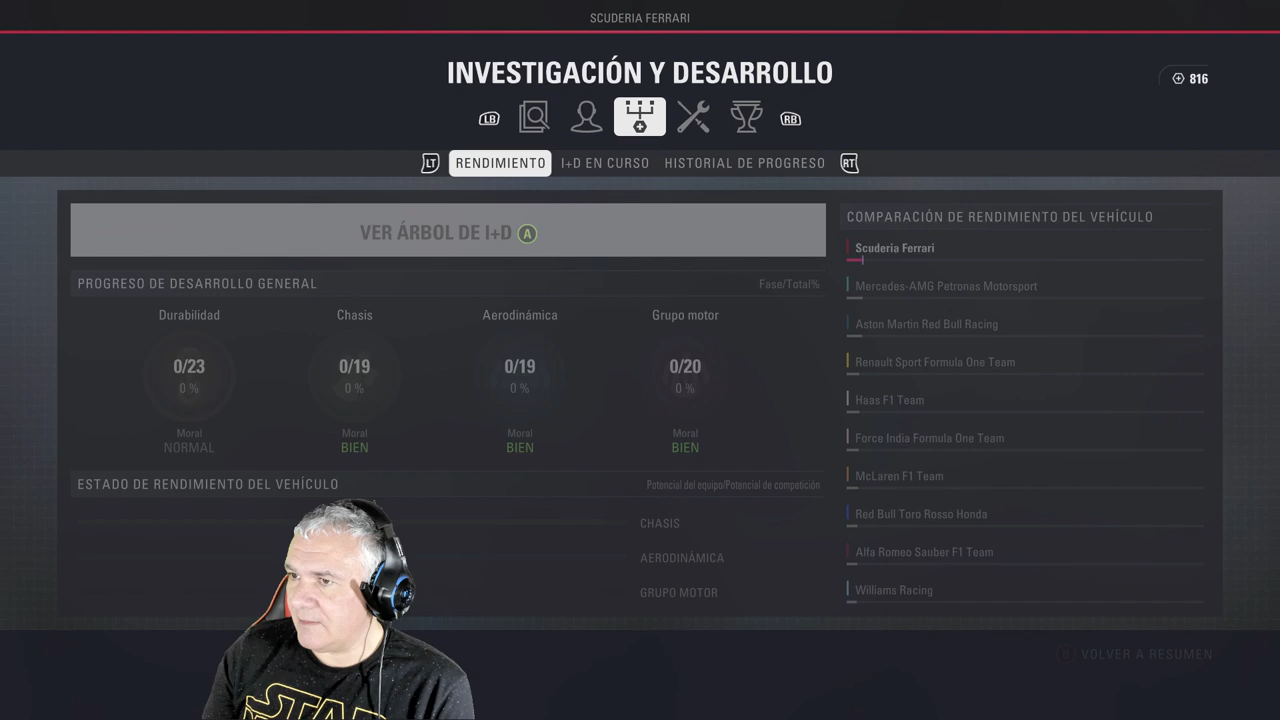 SCUDERIA FERRARI
INVESTIGACIÓN Y DESARROLLO
816
LB
RB
LT
RENDIMIENTO
I+D EN CURSO
HISTORIAL DE PROGRESO
RT
VER ÁRBOL DE I+D A
PROGRESO DE DESARROLLO GENERAL
Fase/Total%
Durabilidad
Chasis
Aerodinámica
Grupo motor
0/23
0/19
0/19
0/20
0 %
0 %
0 %
0 %
Moral
Moral
Moral
Moral
NORMAL
BIEN
BIEN
BIEN
ESTADO DE RENDIMIENTO DEL VEHÍCULO
Potencial del equipo/Potencial de competición
CHASIS
AERODINÁMICA
GRUPO MOTOR
COMPARACIÓN DE RENDIMIENTO DEL VEHÍCULO
Scuderia Ferrari
Mercedes-AMG Petronas Motorsport
Aston Martin Red Bull Racing
Renault Sport Formula One Team
Haas F1 Team
Force India Formula One Team
McLaren F1 Team
Red Bull Toro Rosso Honda
Alfa Romeo Sauber F1 Team
Williams Racing
VOLVER A RESUMEN